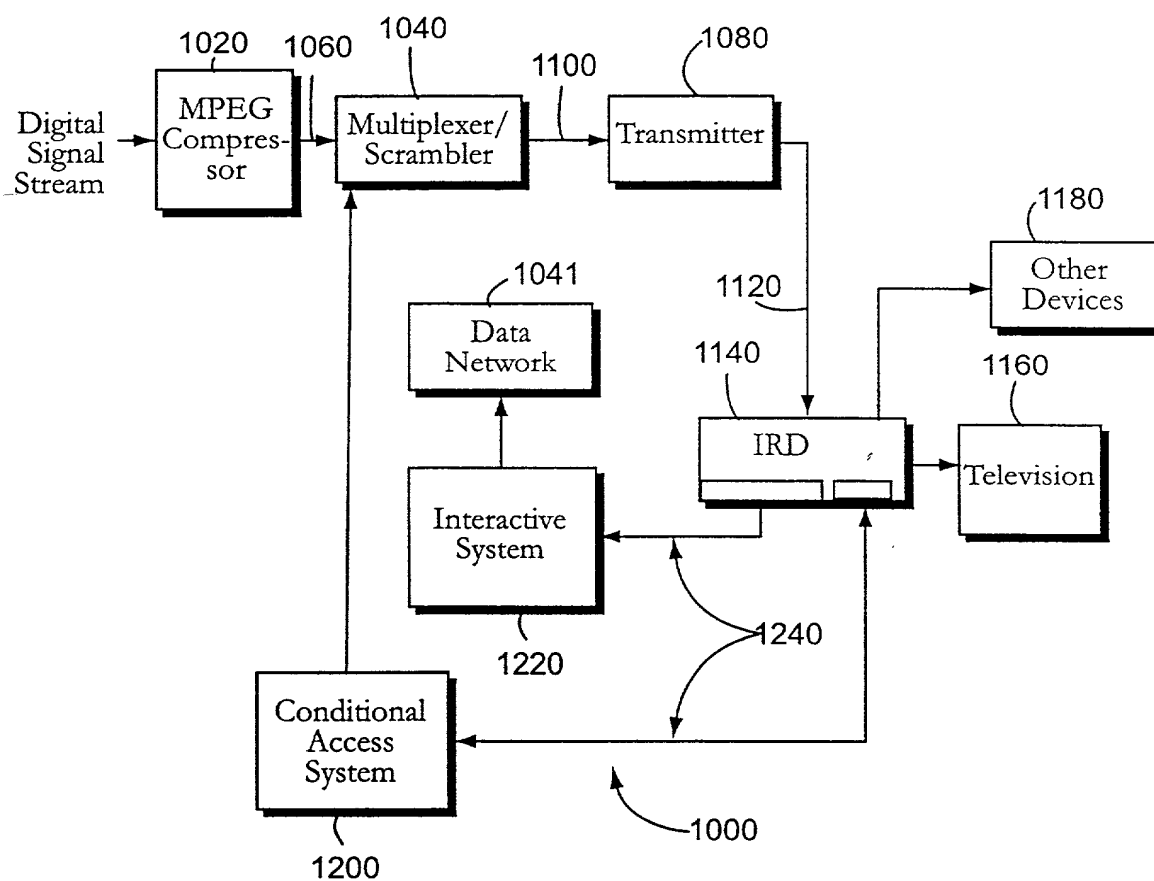 1020
1060
1040
1100
1080
Digital
Signal
Stream
MPEG
Compres-
sor
Multiplexer/
Scrambler
Transmitter
1180
Other
Devices
1041
Data
Network
1120
1140
IRD
1160
Television
Interactive
System
1220
1240
Conditional
Access
System
1200
1000